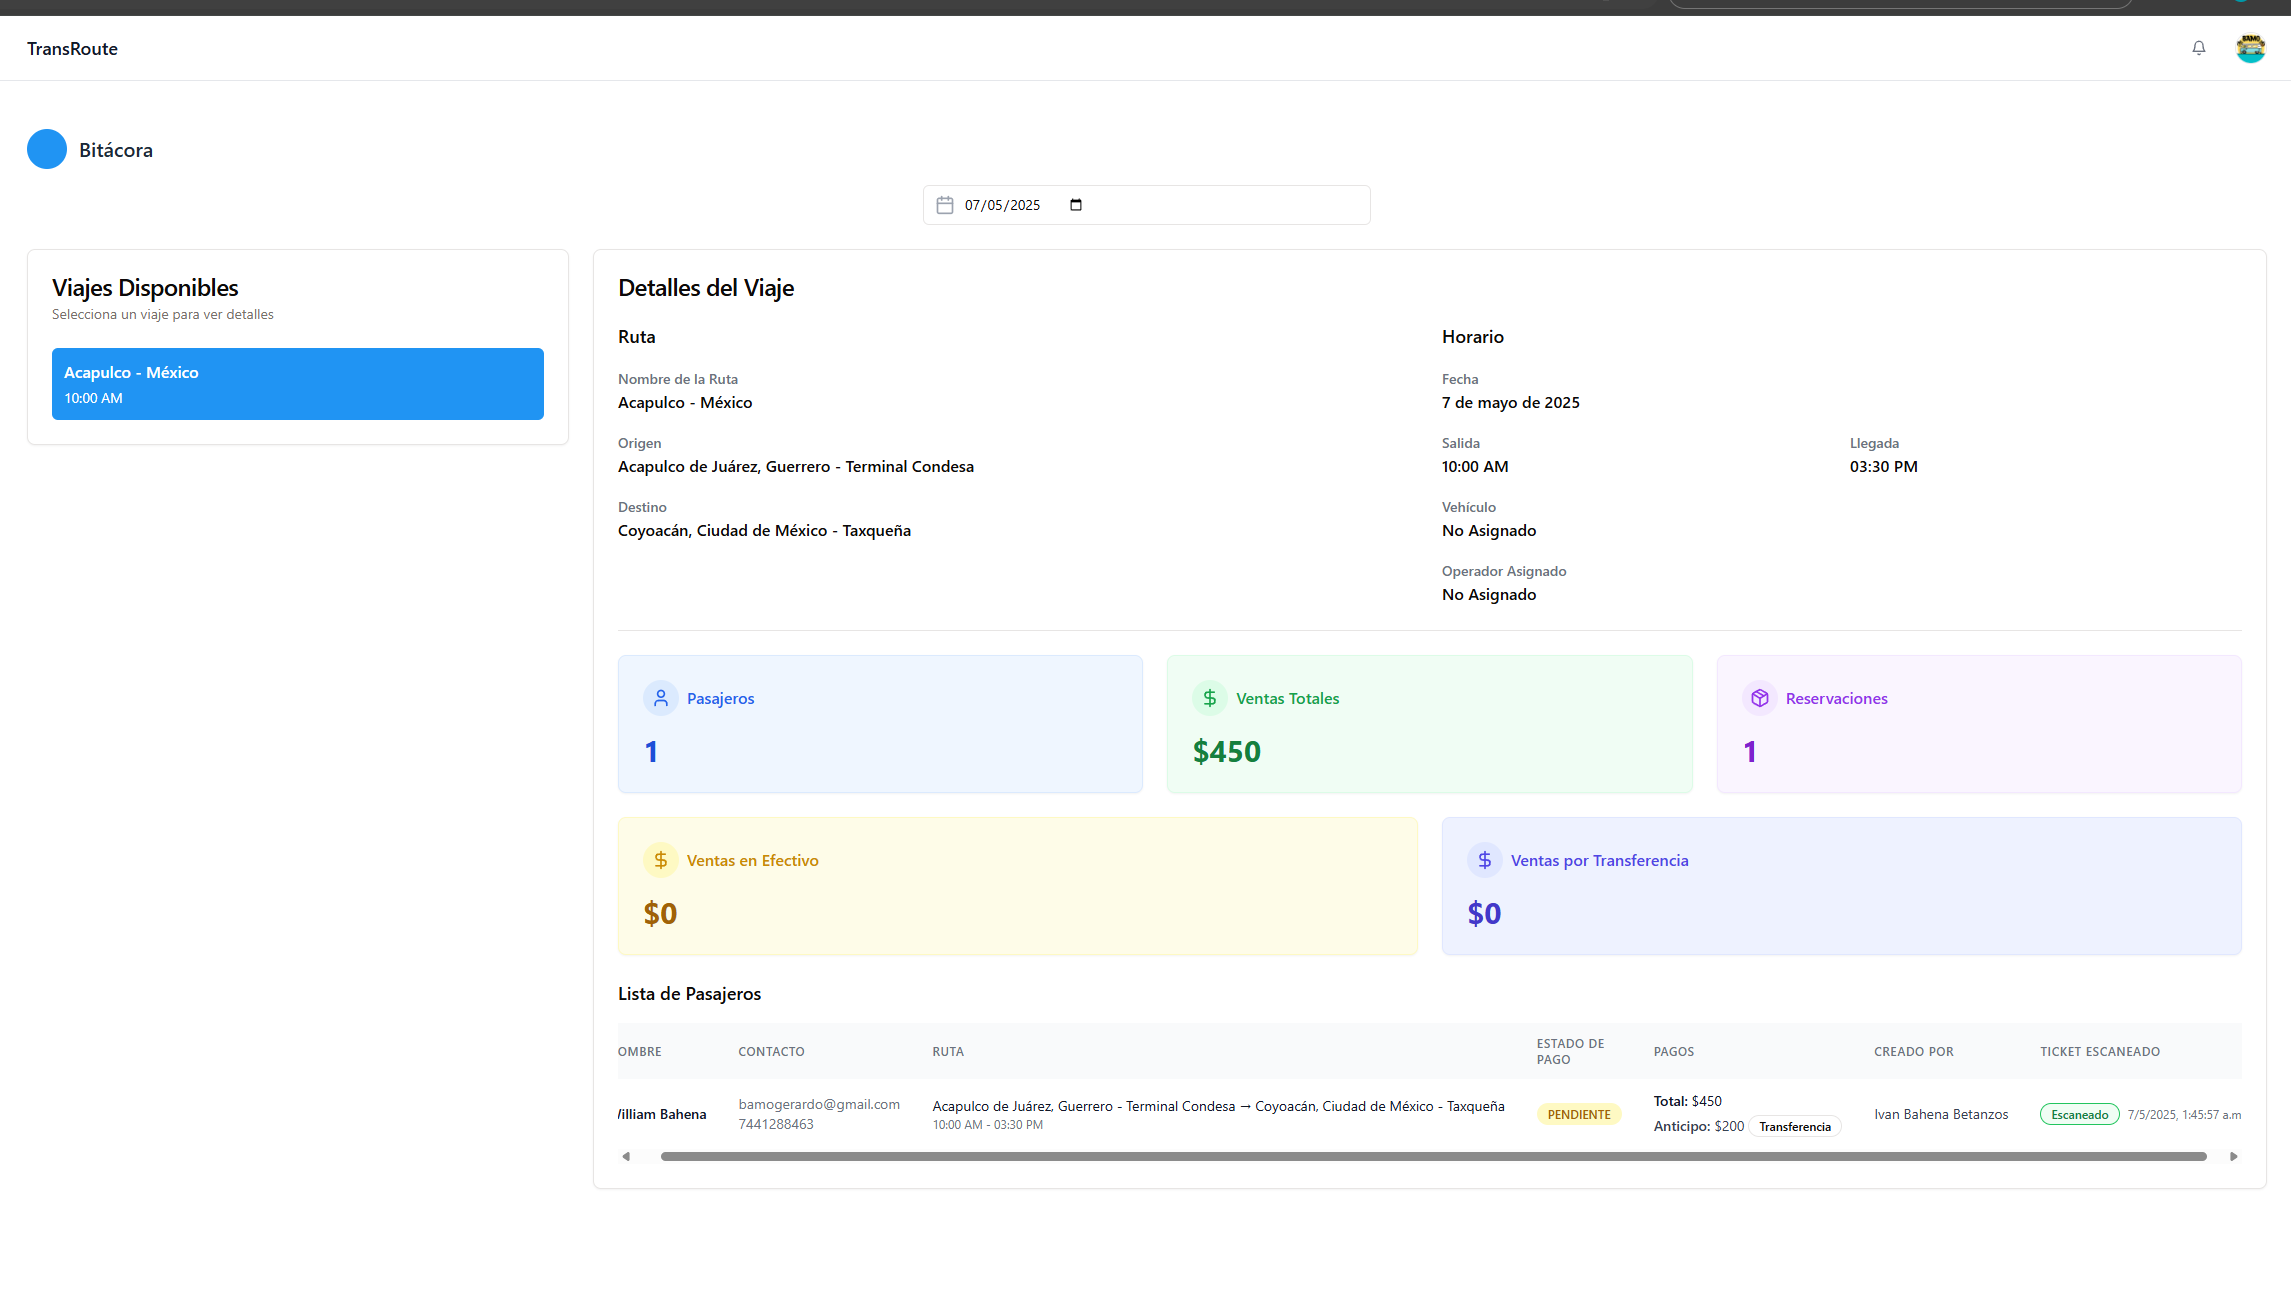 TransRoute
Bitácora
07/05/2025
Viajes Disponibles
Selecciona un viaje para ver detalles
Acapulco - México
10:00 AM
Detalles del Viaje
Ruta
Nombre de la Ruta
Acapulco - México
Origen
Acapulco de Juárez, Guerrero - Terminal Condesa
Destino
Coyoacán, Ciudad de México - Taxqueña
Horario
Fecha
7 de mayo de 2025
Salida
10:00 AM
Llegada
03:30 PM
Vehículo
No Asignado
Operador Asignado
No Asignado
Pasajeros
1
Ventas Totales
$450
Reservaciones
1
Ventas en Efectivo
$0
Ventas por Transferencia
$0
Lista de Pasajeros
OMBRE CONTACTO RUTA ESTADO DE PAGO PAGOS CREADO POR TICKET ESCANEADO
illiam Bahena
bamogerardo@gmail.com
7441288463
Acapulco de Juárez, Guerrero - Terminal Condesa → Coyoacán, Ciudad de México - Taxqueña
10:00 AM - 03:30 PM
PENDIENTE
Total: $450
Anticipo: $200 Transferencia
Ivan Bahena Betanzos
Escaneado 7/5/2025, 1:45:57 a.m